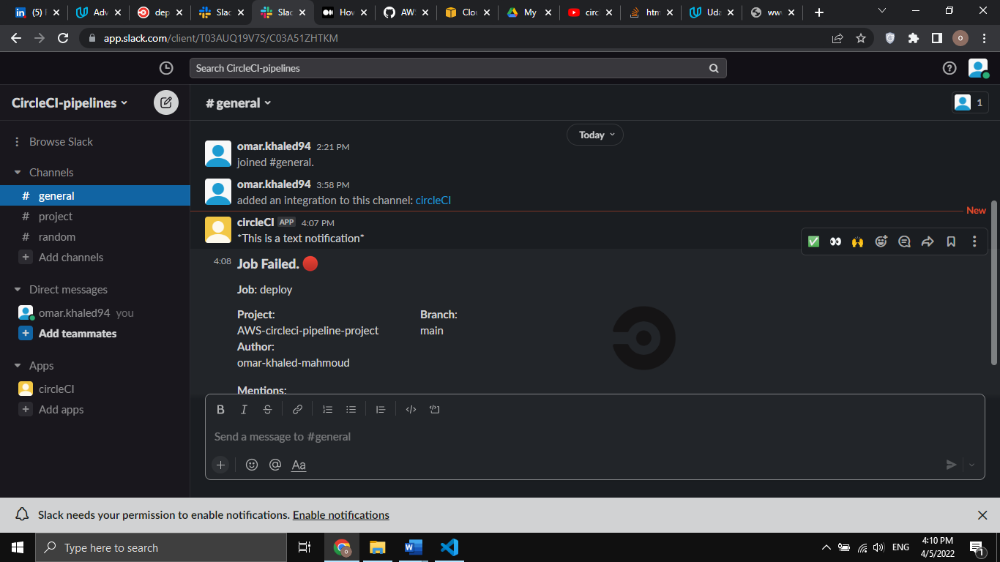 (5) F
Adv
dep
Slac
Slac
How
AWS
Clou
My
circ
htm
Uda
ww
app.slack.com/client/T03AUQ19V7S/C03A51ZHTKM
O
Search CircleCI-pipelines
CircleCI-pipelines
# general
1
Browse Slack
Today
omar.khaled94 2:21 PM
joined #general.
Channels
omar.khaled94 3:58 PM
# general
added an integration to this channel: circleCI
New
# project
circleCI APP 4:07 PM
# random
*This is a text notification*
Add channels
4:08 Job Failed.
Direct messages
Job: deploy
omar.khaled94 you
Project: Branch:
Add teammates
AWS-circleci-pipeline-project main
Author:
omar-khaled-mahmoud
Apps
circleCI
Mentions:
Add apps
Send a message to #general
Aa
Slack needs your permission to enable notifications. Enable notifications
Type here to search
ENG
4:10 PM
4/5/2022
1